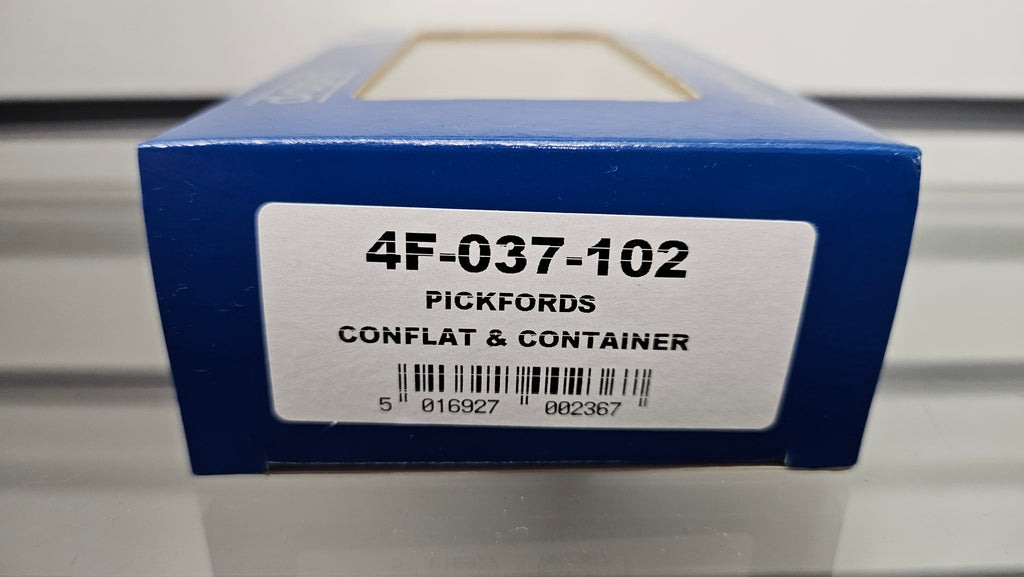 4F-037-102
PICKFORDS
CONFLAT & CONTAINER
5 016927 002367